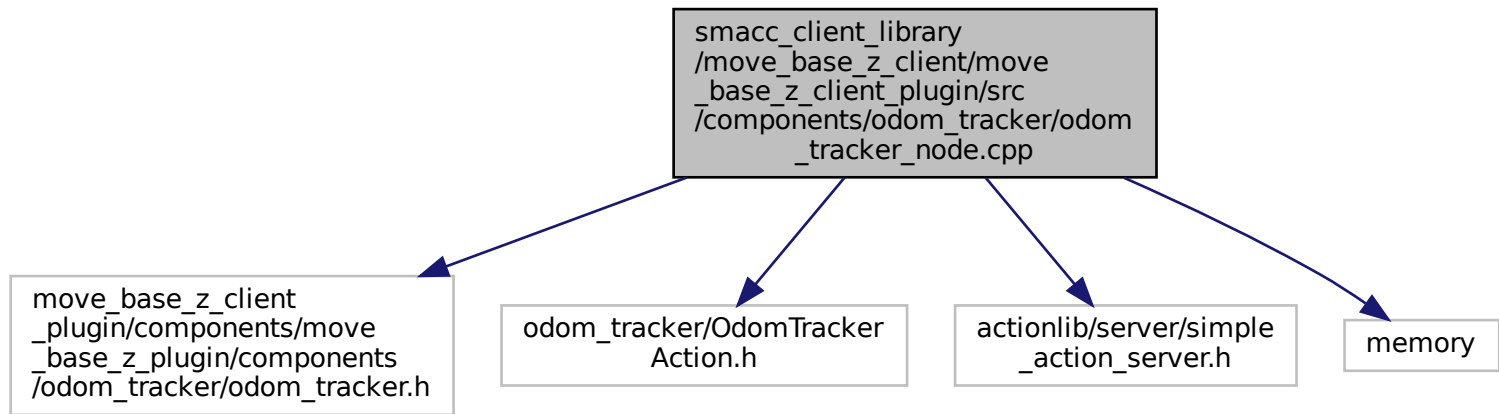 smacc_client_library
/move_base_z_client/move
_base_z_client_plugin/src
/components/odom_tracker/odom
_tracker_node.cpp
move_base_z_client
_plugin/components/move
_base_z_plugin/components
/odom_tracker/odom_tracker.h
odom_tracker/OdomTracker
Action.h
actionlib/server/simple
_action_server.h
memory